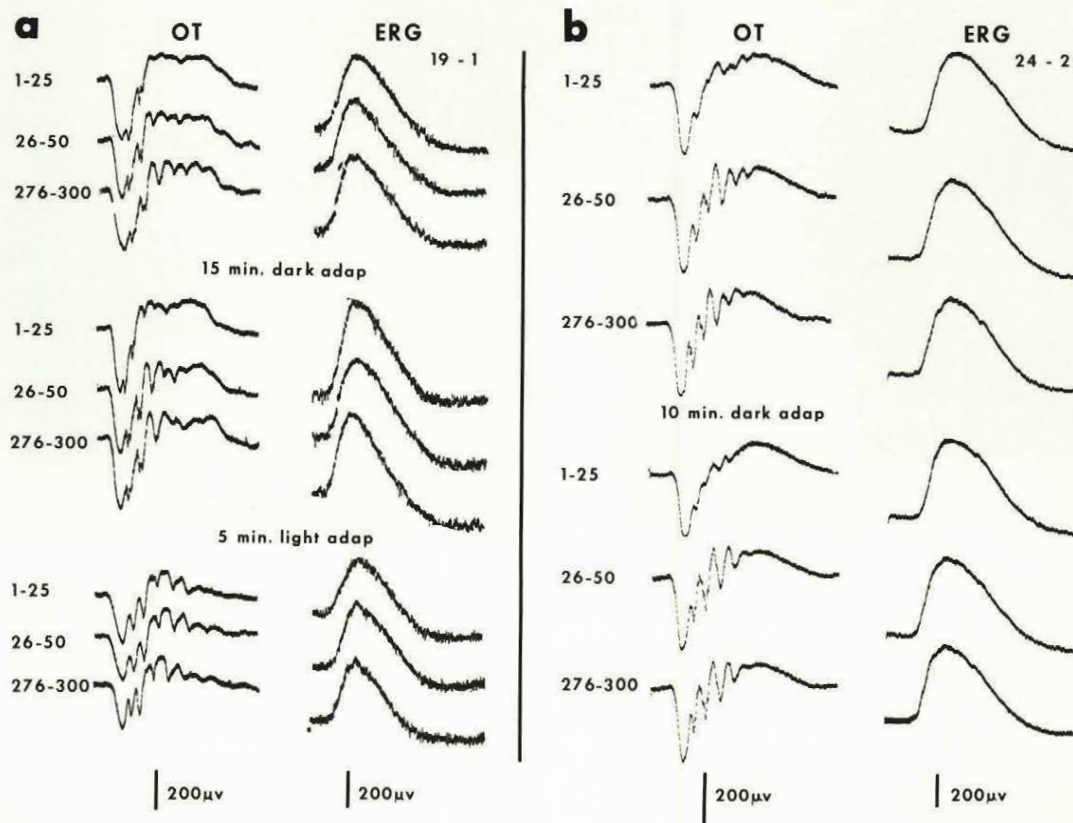 a
OT
ERG
19 - 1
1-25
26-50
276-300
15 min. dark adap
1-25
26-50
276-300
5 min. light adap
1-25
26-50
276-300
200μv
200μv
b
OT
ERG
24 - 2
1-25
26-50
276-300
10 min. dark adap
1-25
26-50
276-300
200μv
200μv